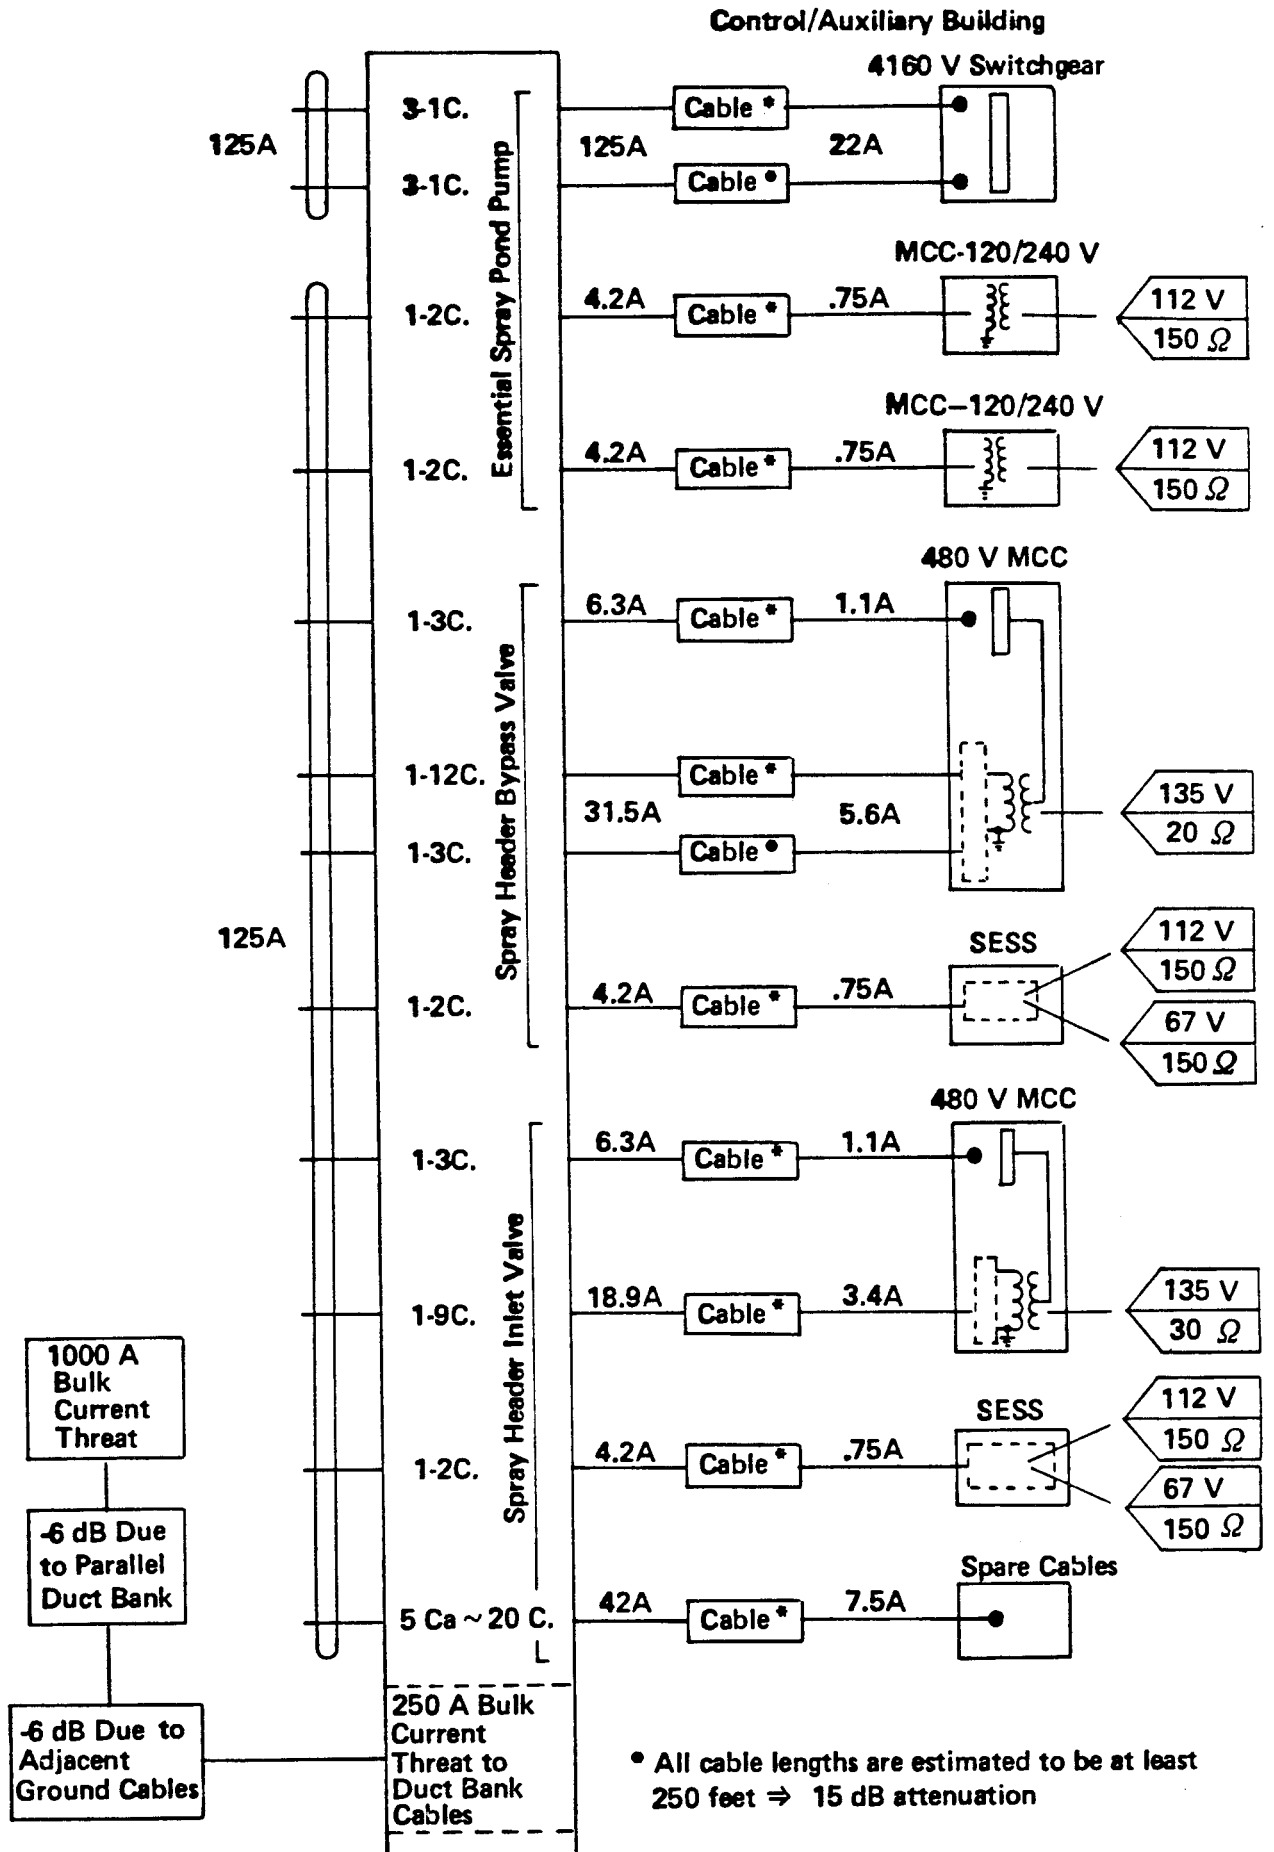 Control/Auxiliary Building
4160 V Switchgear
3-1C.
Cable *
125A
125A
22A
3-1C.
Cable *
Essential Spray Pond Pump
MCC-120/240 V
1-2C.
4.2A
Cable *
.75A
112 V
150 Ω
MCC–120/240 V
1-2C.
4.2A
Cable *
.75A
112 V
150 Ω
480 V MCC
1-3C.
6.3A
Cable *
1.1A
Spray Header Bypass Valve
1-12C.
Cable *
31.5A
5.6A
135 V
20 Ω
1-3C.
Cable *
125A
SESS
112 V
150 Ω
1-2C.
4.2A
Cable *
.75A
67 V
150 Ω
480 V MCC
1-3C.
6.3A
Cable *
1.1A
Spray Header Inlet Valve
1-9C.
18.9A
Cable *
3.4A
135 V
30 Ω
1000 A
Bulk
Current
Threat
SESS
112 V
150 Ω
1-2C.
4.2A
Cable *
.75A
67 V
150 Ω
-6 dB Due
to Parallel
Duct Bank
Spare Cables
5 Ca ~ 20 C.
42A
Cable *
7.5A
-6 dB Due to
Adjacent
Ground Cables
250 A Bulk
Current
Threat to
Duct Bank
Cables
* All cable lengths are estimated to be at least
250 feet ⇒ 15 dB attenuation